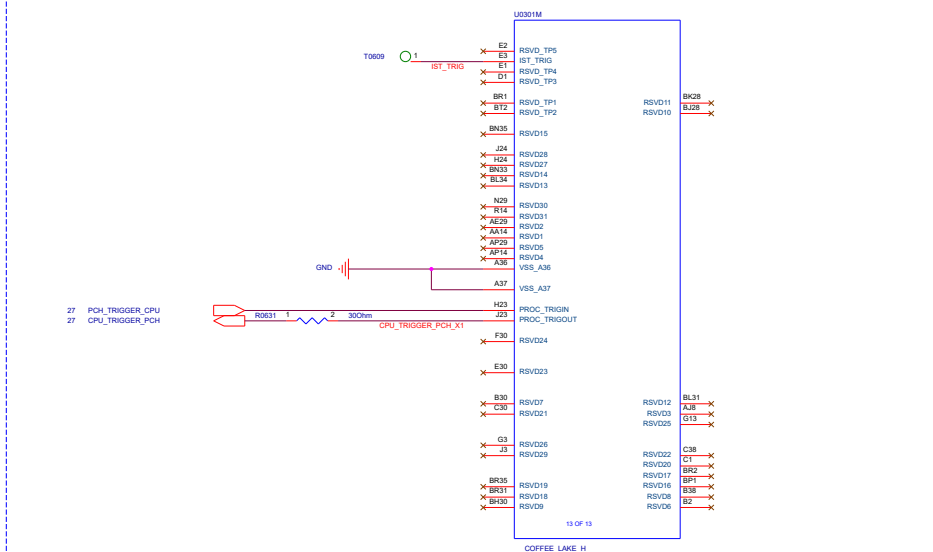 U0301M
E2 RSVD_TP5
T0609 1 E3 IST_TRIG
IST_TRIG
E1 RSVD_TP4
D1 RSVD_TP3
BR1 RSVD_TP1 RSVD11 BK28
BT2 RSVD_TP2 RSVD10 BJ28
BN35 RSVD15
J24 RSVD28
H24 RSVD27
BN33 RSVD14
BL34 RSVD13
N29 RSVD30
R14 RSVD31
AE29 RSVD2
AA14 RSVD1
AP29 RSVD5
AP14 RSVD4
GND A36 VSS_A36
A37 VSS_A37
27 PCH_TRIGGER_CPU H23 PROC_TRIGIN
27 CPU_TRIGGER_PCH R0631 1 2 30Ohm J23 PROC_TRIGOUT
CPU_TRIGGER_PCH_X1
F30 RSVD24
E30 RSVD23
B30 RSVD7 RSVD12 BL31
C30 RSVD21 RSVD3 AJ8
RSVD25 G13
G3 RSVD26
J3 RSVD29 RSVD22 C38
RSVD20 C1
RSVD17 BR2
BR35 RSVD19 RSVD16 BP1
BR31 RSVD18 RSVD8 B38
BH30 RSVD9 RSVD6 B2
13 OF 13
COFFEE_LAKE_H